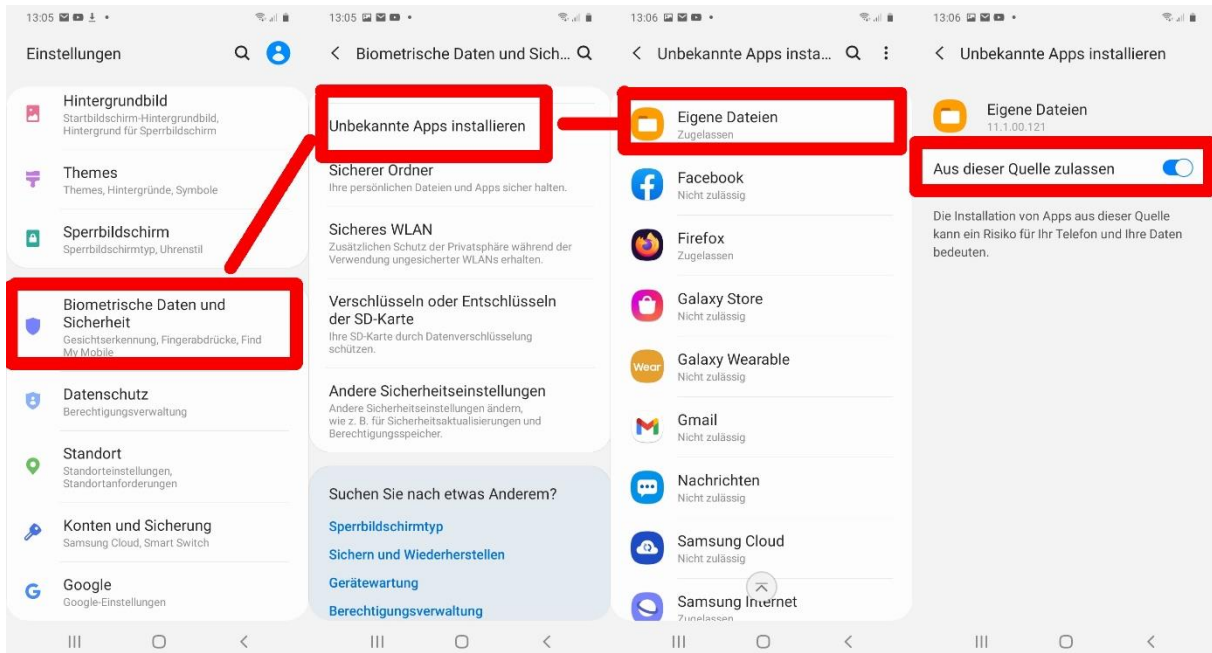 13:05
Einstellungen
Hintergrundbild
Startbildschirm-Hintergrundbild,
Hintergrund für Sperrbildschirm
Themes
Themes, Hintergründe, Symbole
Sperrbildschirm
Sperrbildschirmtyp, Uhrenstil
Biometrische Daten und
Sicherheit
Gesichtserkennung, Fingerabdrücke, Find
My Mobile
Datenschutz
Berechtigungsverwaltung
Standort
Standorteinstellungen,
Standortanforderungen
Konten und Sicherung
Samsung Cloud, Smart Switch
Google
Google-Einstellungen
13:05
Biometrische Daten und Sich...
Unbekannte Apps installieren
Sicherer Ordner
Ihre persönlichen Dateien und Apps sicher halten.
Sicheres WLAN
Zusätzlichen Schutz der Privatsphäre während der
Verwendung ungesicherter WLANs erhalten.
Verschlüsseln oder Entschlüsseln
der SD-Karte
Ihre SD-Karte durch Datenverschlüsselung
schützen.
Andere Sicherheitseinstellungen
Andere Sicherheitseinstellungen ändern,
wie z. B. für Sicherheitsaktualisierungen und
Berechtigungsspeicher.
Suchen Sie nach etwas Anderem?
Sperrbildschirmtyp
Sichern und Wiederherstellen
Gerätewartung
Berechtigungsverwaltung
13:06
Unbekannte Apps insta...
Eigene Dateien
Zugelassen
Facebook
Nicht zulässig
Firefox
Zugelassen
Galaxy Store
Nicht zulässig
Wear
Galaxy Wearable
Nicht zulässig
Gmail
Nicht zulässig
Nachrichten
Nicht zulässig
Samsung Cloud
Nicht zulässig
Samsung Internet
Zugelassen
13:06
Unbekannte Apps installieren
Eigene Dateien
11.1.00.121
Aus dieser Quelle zulassen
Die Installation von Apps aus dieser Quelle
kann ein Risiko für Ihr Telefon und Ihre Daten
bedeuten.